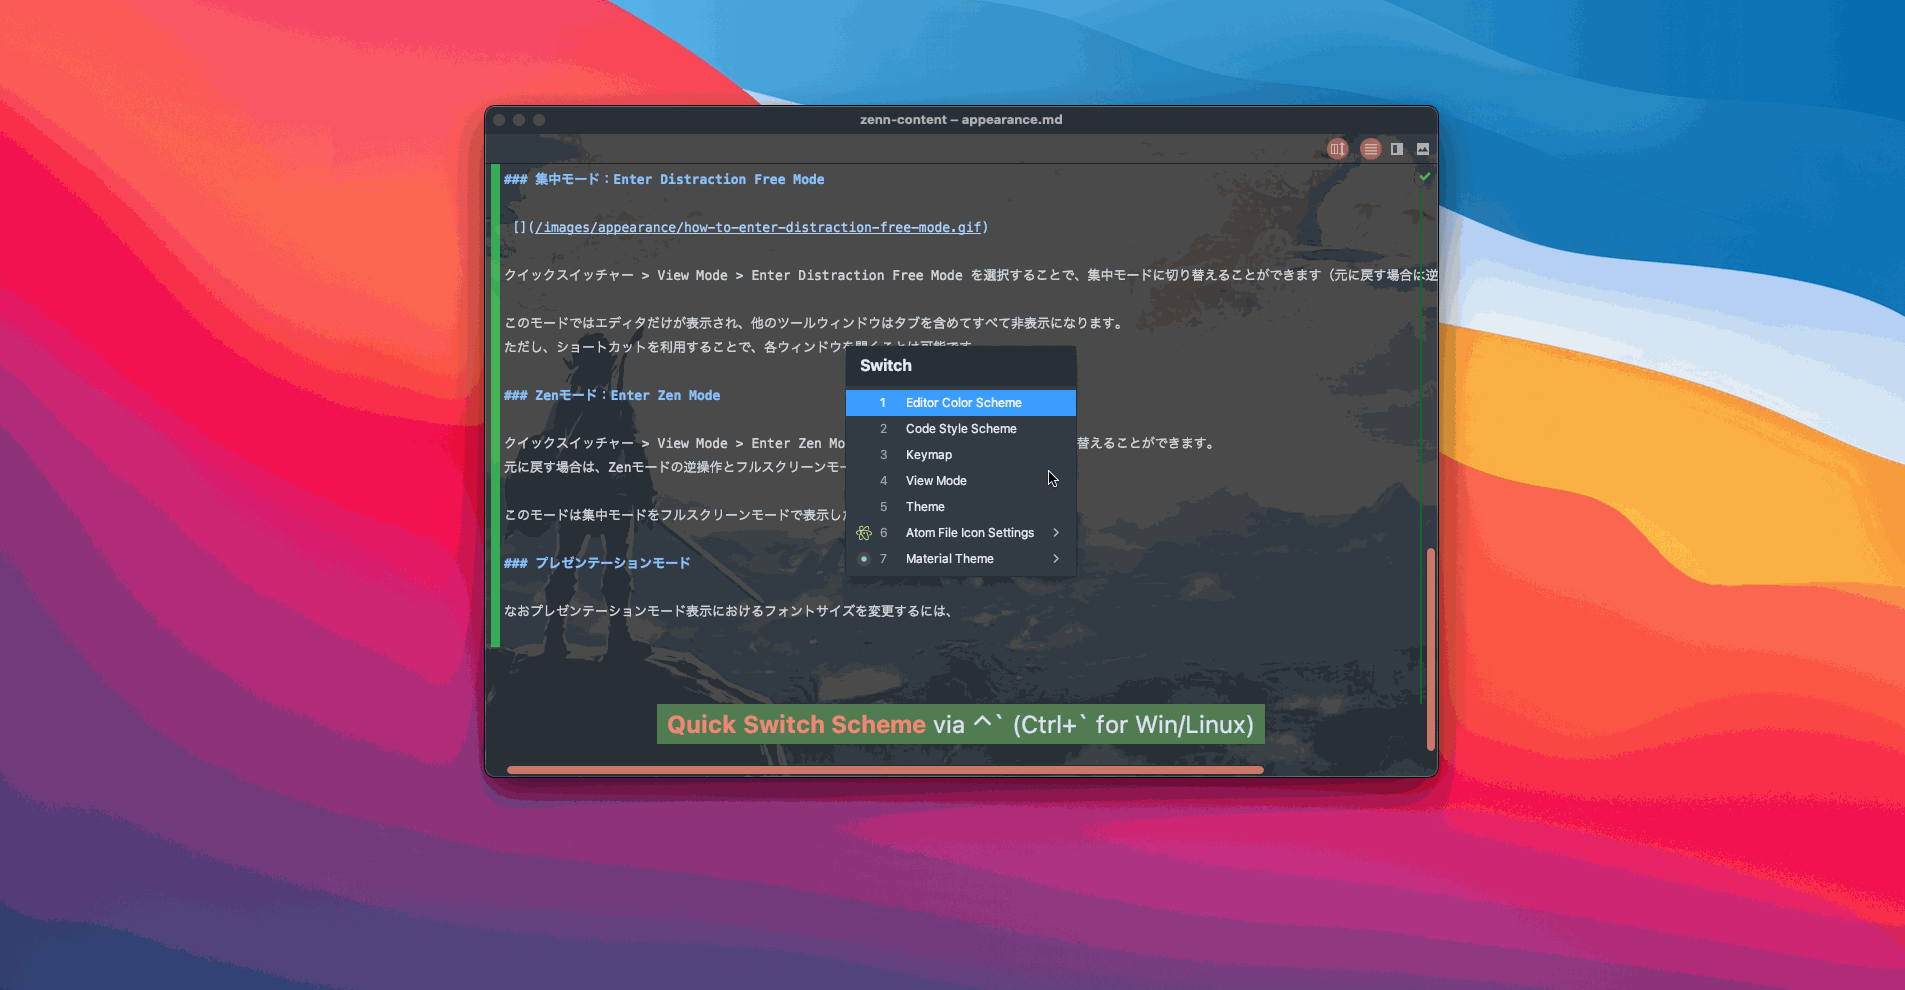 zenn-content – appearance.md
### 集中モード：Enter Distraction Free Mode
[](/images/appearance/how-to-enter-distraction-free-mode.gif)
クイックスイッチャー > View Mode > Enter Distraction Free Mode を選択することで、集中モードに切り替えることができます（元に戻す場合は逆
このモードではエディタだけが表示され、他のツールウィンドウはタブを含めてすべて非表示になります。
ただし、ショートカットを利用することで、各ウィンドウを開くことは可能です。
### Zenモード：Enter Zen Mode
クイックスイッチャー > View Mode > Enter Zen Mo 替えることができます。
元に戻す場合は、Zenモードの逆操作とフルスクリーンモー
このモードは集中モードをフルスクリーンモードで表示した
### プレゼンテーションモード
なおプレゼンテーションモード表示におけるフォントサイズを変更するには、
Switch
1 Editor Color Scheme
2 Code Style Scheme
3 Keymap
4 View Mode
5 Theme
6 Atom File Icon Settings
7 Material Theme
Quick Switch Scheme via ^` (Ctrl+` for Win/Linux)